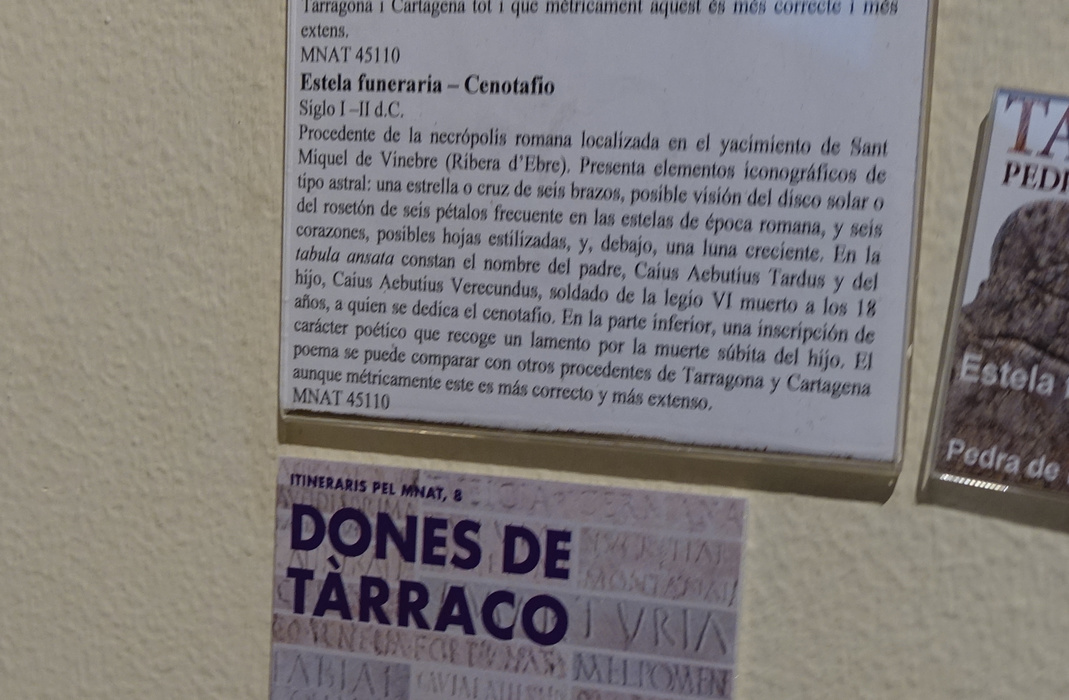 Tarragona i Cartagena tot i que mètricament aquest és més correcte i més
extens.
MNAT 45110
Estela funeraria – Cenotafio
Siglo I –II d.C.
Procedente de la necrópolis romana localizada en el yacimiento de Sant
Miquel de Vinebre (Ribera d’Ebre). Presenta elementos iconográficos de
tipo astral: una estrella o cruz de seis brazos, posible visión del disco solar o
del rosetón de seis pétalos frecuente en las estelas de época romana, y seis
corazones, posibles hojas estilizadas, y, debajo, una luna creciente. En la
tabula ansata constan el nombre del padre, Caius Aebutius Tardus y del
hijo, Caius Aebutius Verecundus, soldado de la legio VI muerto a los 18
años, a quien se dedica el cenotafio. En la parte inferior, una inscripción de
carácter poético que recoge un lamento por la muerte súbita del hijo. El
poema se puede comparar con otros procedentes de Tarragona y Cartagena
aunque métricamente este es más correcto y más extenso.
MNAT 45110
TA
PEDR
Estela
Pedra de
ITINERARIS PEL MNAT, 8
DONES DE
TÀRRACO